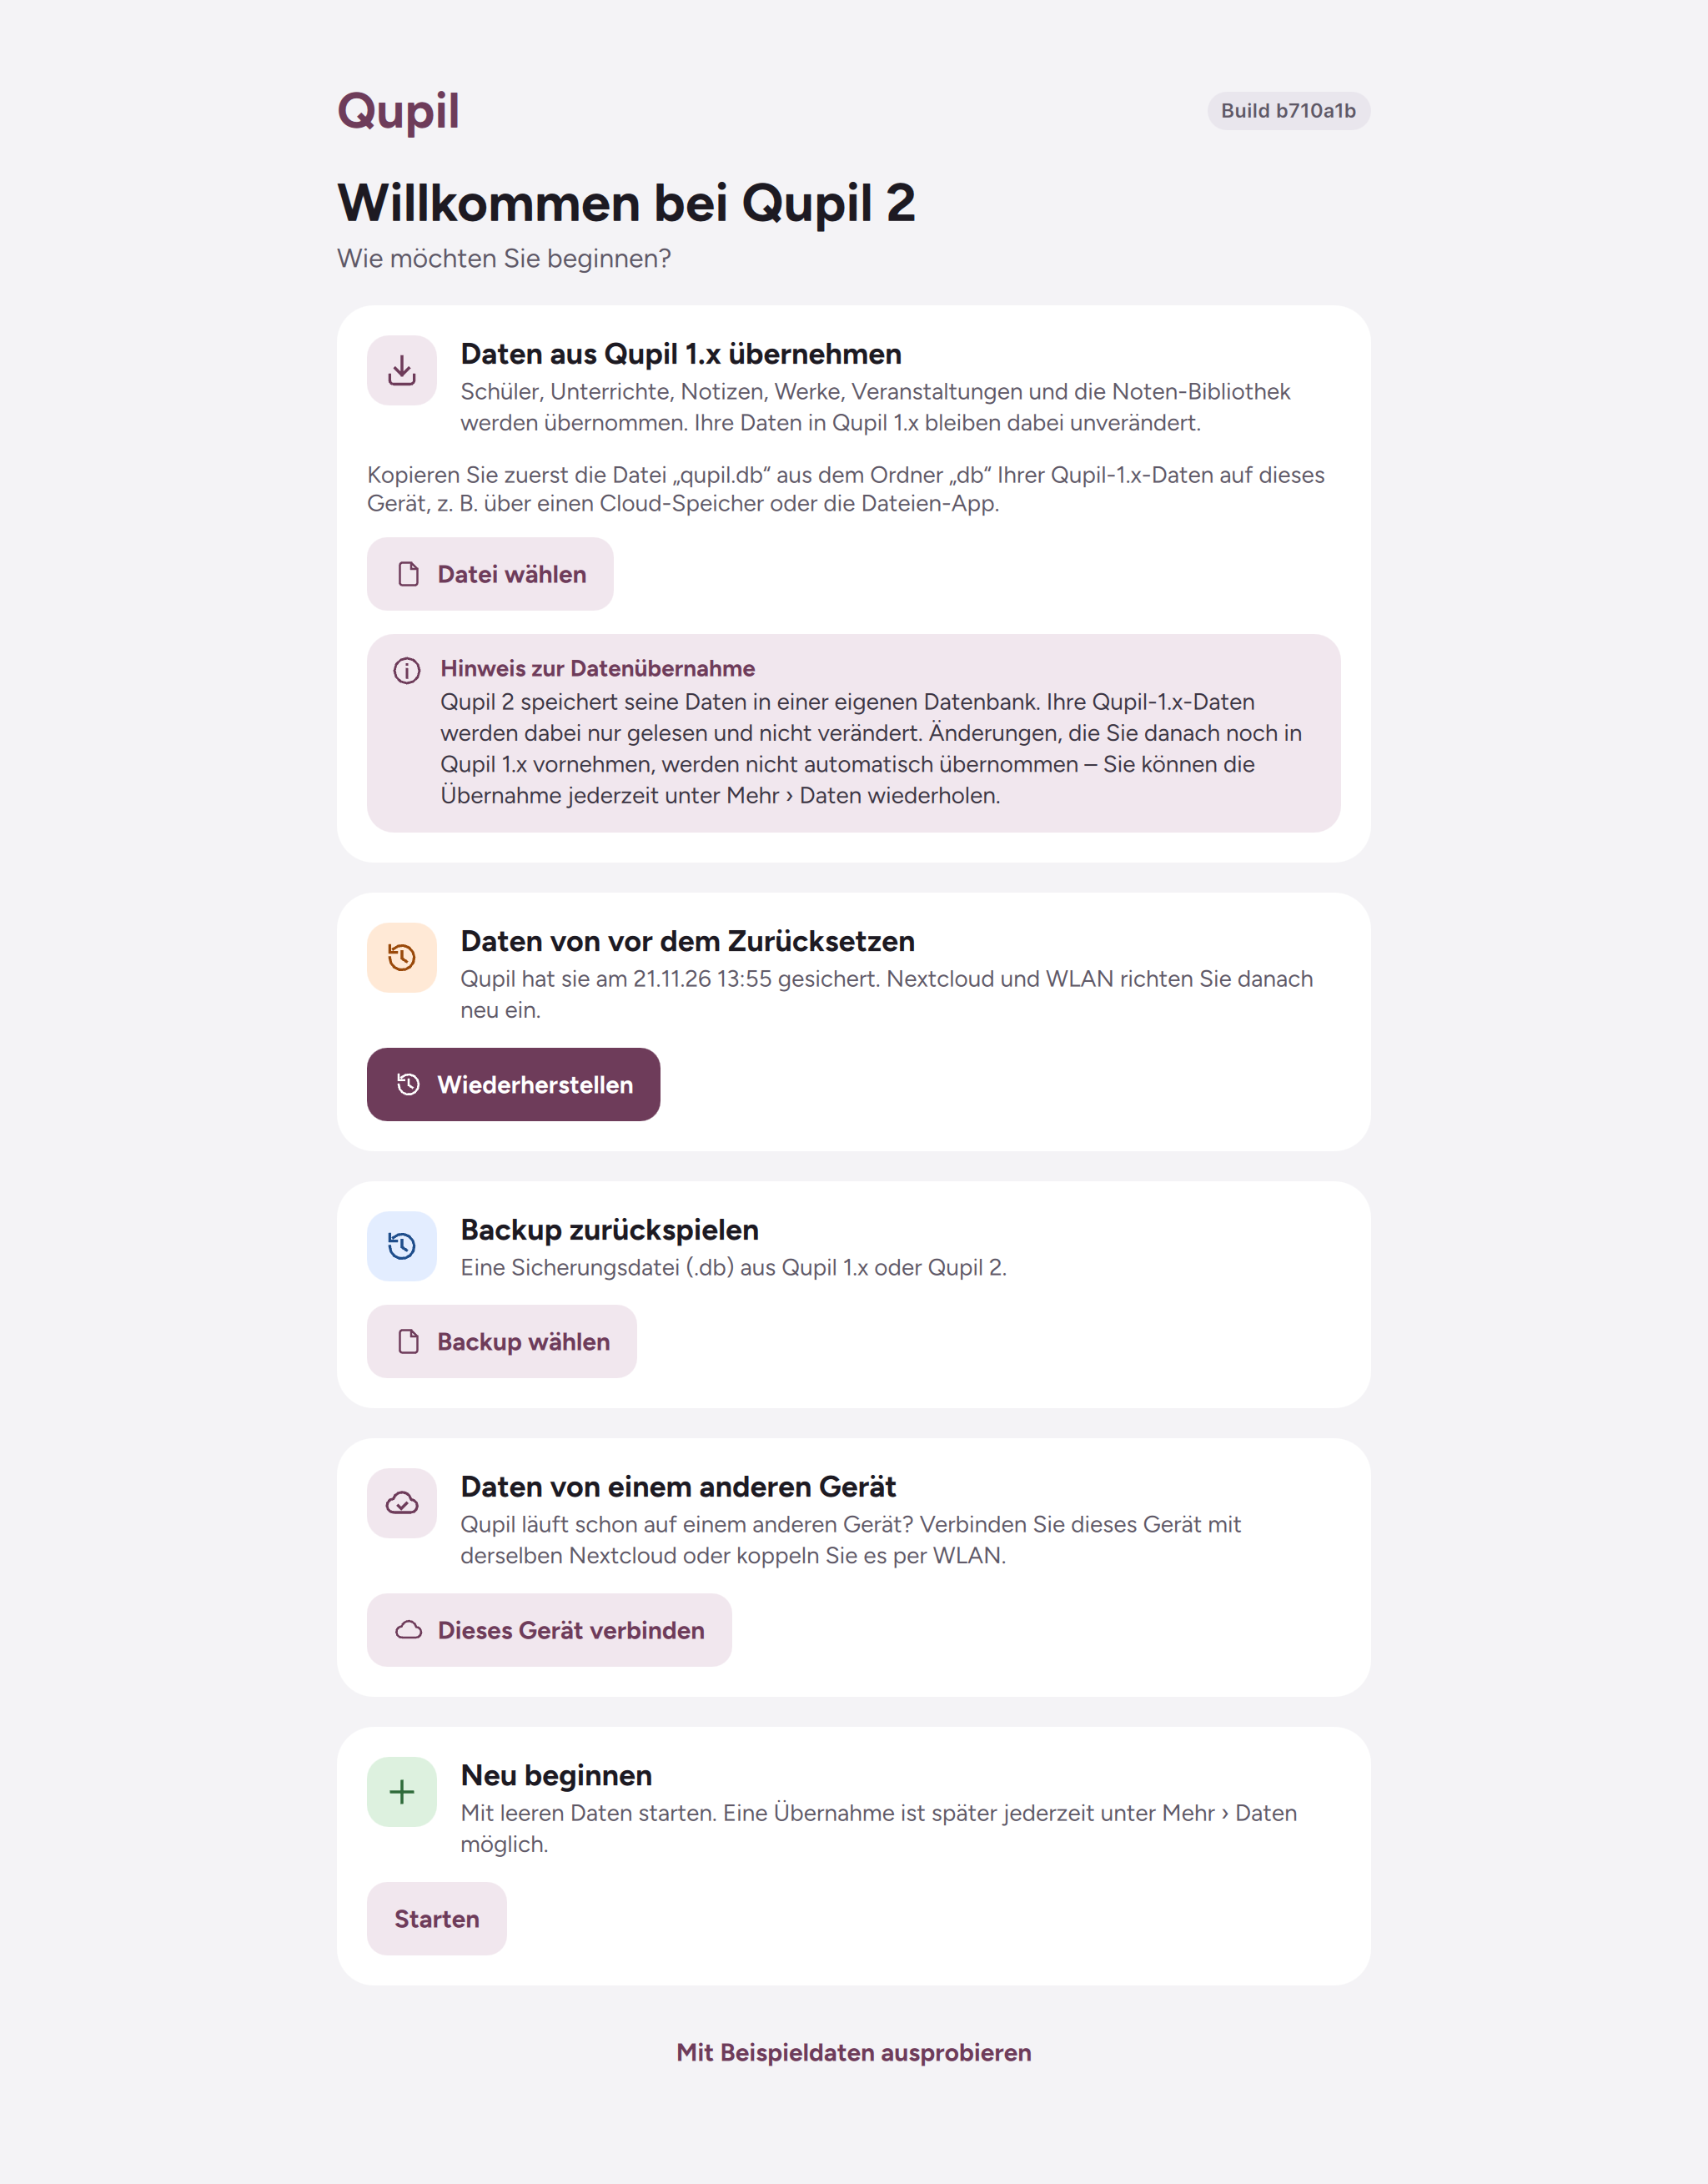 Qupil
Build b710a1b
Willkommen bei Qupil 2
Wie möchten Sie beginnen?
Daten aus Qupil 1.x übernehmen
Schüler, Unterrichte, Notizen, Werke, Veranstaltungen und die Noten-Bibliothek
werden übernommen. Ihre Daten in Qupil 1.x bleiben dabei unverändert.
Kopieren Sie zuerst die Datei „qupil.db“ aus dem Ordner „db“ Ihrer Qupil-1.x-Daten auf dieses
Gerät, z. B. über einen Cloud-Speicher oder die Dateien-App.
Datei wählen
Hinweis zur Datenübernahme
Qupil 2 speichert seine Daten in einer eigenen Datenbank. Ihre Qupil-1.x-Daten
werden dabei nur gelesen und nicht verändert. Änderungen, die Sie danach noch in
Qupil 1.x vornehmen, werden nicht automatisch übernommen – Sie können die
Übernahme jederzeit unter Mehr › Daten wiederholen.
Daten von vor dem Zurücksetzen
Qupil hat sie am 21.11.26 13:55 gesichert. Nextcloud und WLAN richten Sie danach
neu ein.
Wiederherstellen
Backup zurückspielen
Eine Sicherungsdatei (.db) aus Qupil 1.x oder Qupil 2.
Backup wählen
Daten von einem anderen Gerät
Qupil läuft schon auf einem anderen Gerät? Verbinden Sie dieses Gerät mit
derselben Nextcloud oder koppeln Sie es per WLAN.
Dieses Gerät verbinden
Neu beginnen
Mit leeren Daten starten. Eine Übernahme ist später jederzeit unter Mehr › Daten
möglich.
Starten
Mit Beispieldaten ausprobieren